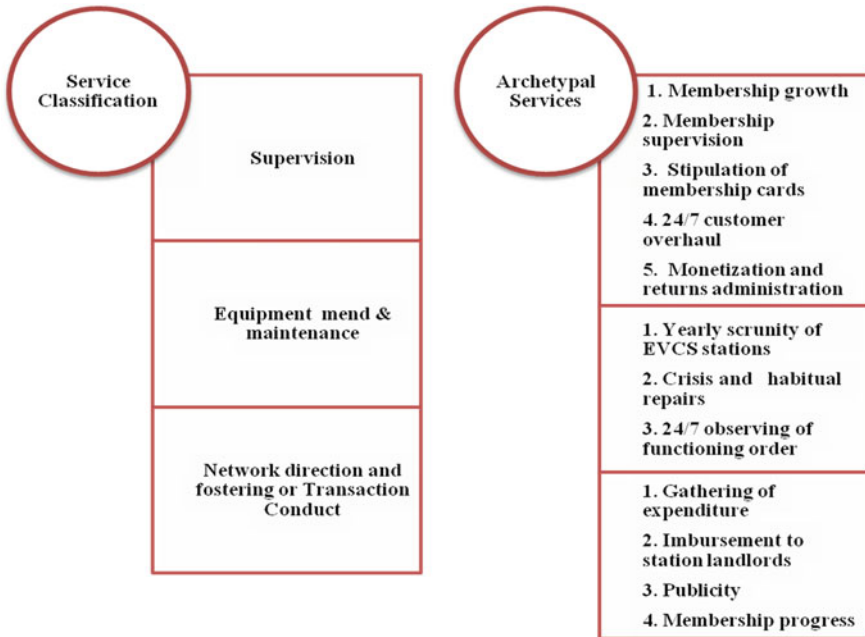 Service
Classification
Supervision
Equipment mend &
maintenance
Network direction and
fostering or Transaction
Conduct
Archetypal
Services
1. Membership growth
2. Membership
supervision
3. Stipulation of
membership cards
4. 24/7 customer
overhaul
5. Monetization and
returns administration
1. Yearly scrunity of
EVCS stations
2. Crisis and habitual
repairs
3. 24/7 observing of
functioning order
1. Gathering of
expenditure
2. Imbursement to
station landlords
3. Publicity
4. Membership progress